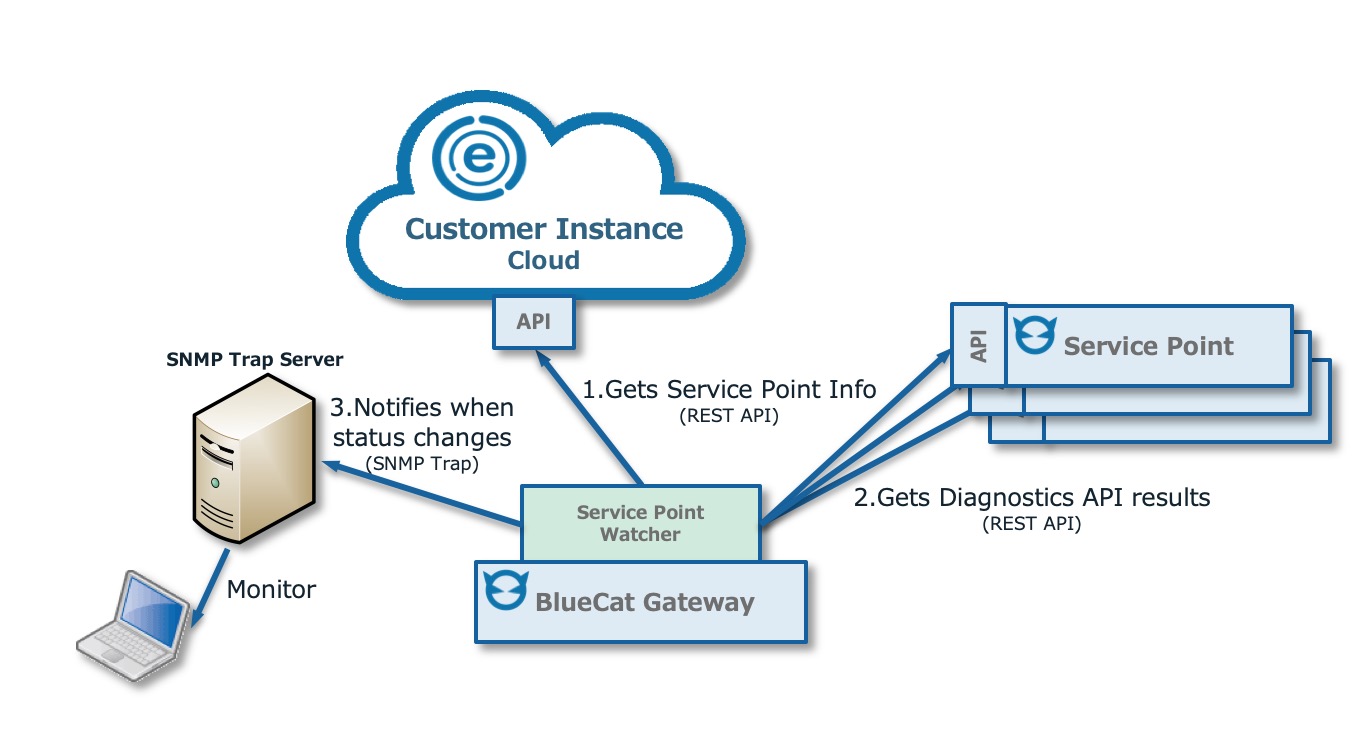 e
Customer Instance
Cloud
API
SNMP Trap Server
3.Notifies when
status changes
(SNMP Trap)
1.Gets Service Point Info
(REST API)
API
Service Point
2.Gets Diagnostics API results
(REST API)
Service Point
Watcher
BlueCat Gateway
Monitor